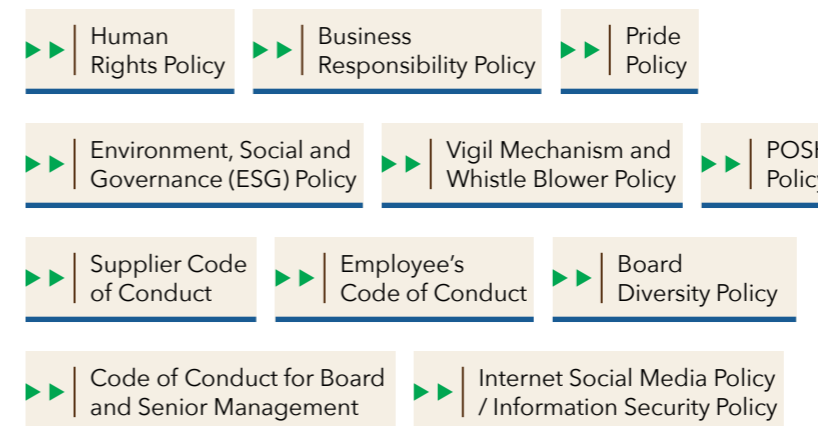 Human
Rights Policy
Business
Responsibility Policy
Pride
Policy
Environment, Social and
Governance (ESG) Policy
Vigil Mechanism and
Whistle Blower Policy
Supplier Code
of Conduct
Employee’s
Code of Conduct
Board
Diversity Policy
Code of Conduct for Board
and Senior Management
Internet Social Media Policy
/ Information Security Policy